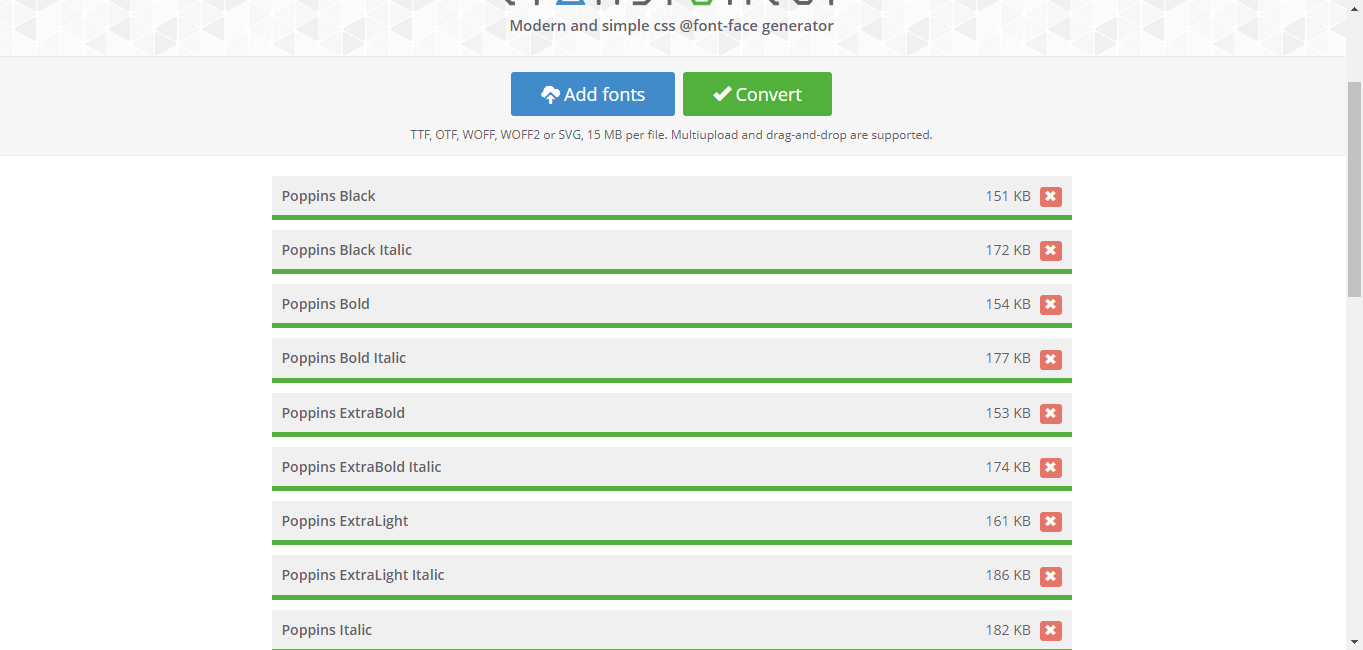 Modern and simple css @font-face generator
Add fonts
Convert
TTF, OTF, WOFF, WOFF2 or SVG, 15 MB per file. Multiupload and drag-and-drop are supported.
Poppins Black 151 KB
Poppins Black Italic 172 KB
Poppins Bold 154 KB
Poppins Bold Italic 177 KB
Poppins ExtraBold 153 KB
Poppins ExtraBold Italic 174 KB
Poppins ExtraLight 161 KB
Poppins ExtraLight Italic 186 KB
Poppins Italic 182 KB